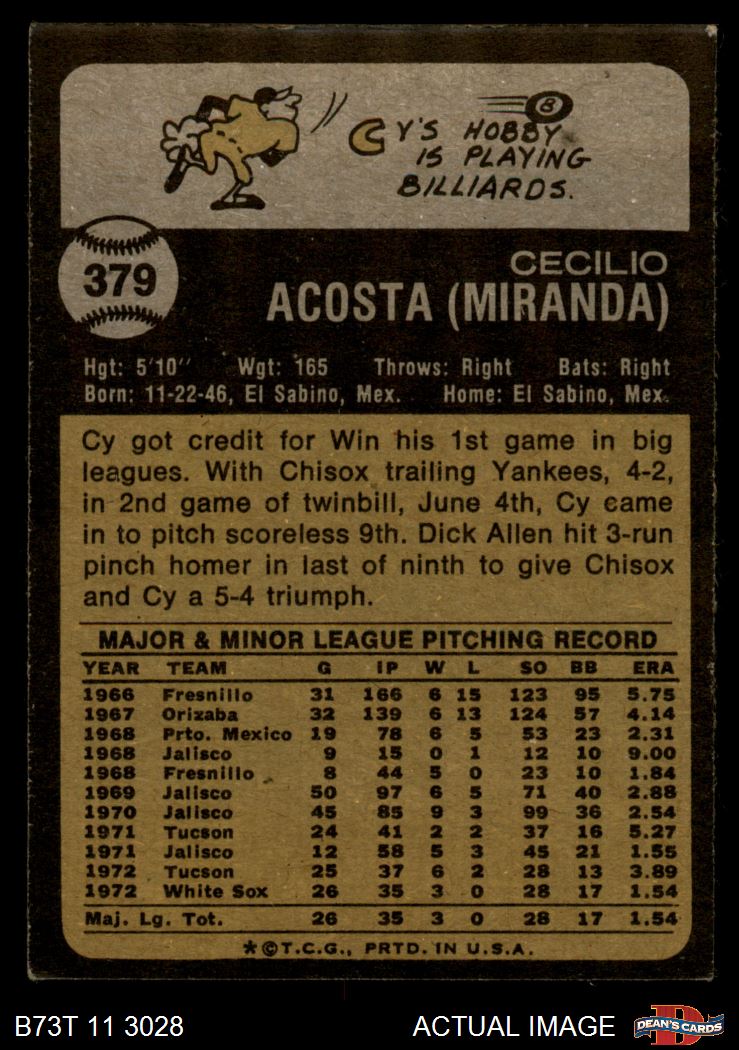 CY'S HOBBY
IS PLAYING
BILLIARDS.
8
379
CECILIO
ACOSTA (MIRANDA)
Hgt: 5'10" Wgt: 165 Throws: Right Bats: Right
Born: 11-22-46, El Sabino, Mex. Home: El Sabino, Mex.
Cy got credit for Win his 1st game in big
leagues. With Chisox trailing Yankees, 4-2,
in 2nd game of twinbill, June 4th, Cy came
in to pitch scoreless 9th. Dick Allen hit 3-run
pinch homer in last of ninth to give Chisox
and Cy a 5-4 triumph.
MAJOR & MINOR LEAGUE PITCHING RECORD
YEAR TEAM G IP W L SO BB ERA
1966 Fresnillo 31 166 6 15 123 95 5.75
1967 Orizaba 32 139 6 13 124 57 4.14
1968 Prto. Mexico 19 78 6 5 53 23 2.31
1968 Jalisco 9 15 0 1 12 10 9.00
1968 Fresnillo 8 44 5 0 23 10 1.84
1969 Jalisco 50 97 6 5 71 40 2.88
1970 Jalisco 45 85 9 3 99 36 2.54
1971 Tucson 24 41 2 2 37 16 5.27
1971 Jalisco 12 58 5 3 45 21 1.55
1972 Tucson 25 37 6 2 28 13 3.89
1972 White Sox 26 35 3 0 28 17 1.54
Maj. Lg. Tot. 26 35 3 0 28 17 1.54
*©T.C.G., PRTD. IN U.S.A.
B73T 11 3028 ACTUAL IMAGE DEAN'S CARDS